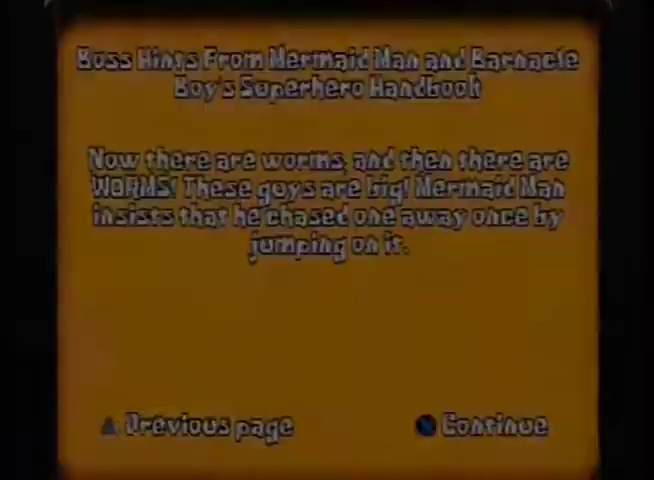 Boss Hints From Mermaid Man and Barnacle
Boy's Superhero Handbook
Now there are worms, and then there are
WORMS! These guys are big! Mermaid Man
insists that he chased one away once by
jumping on it.
Previous page
Continue